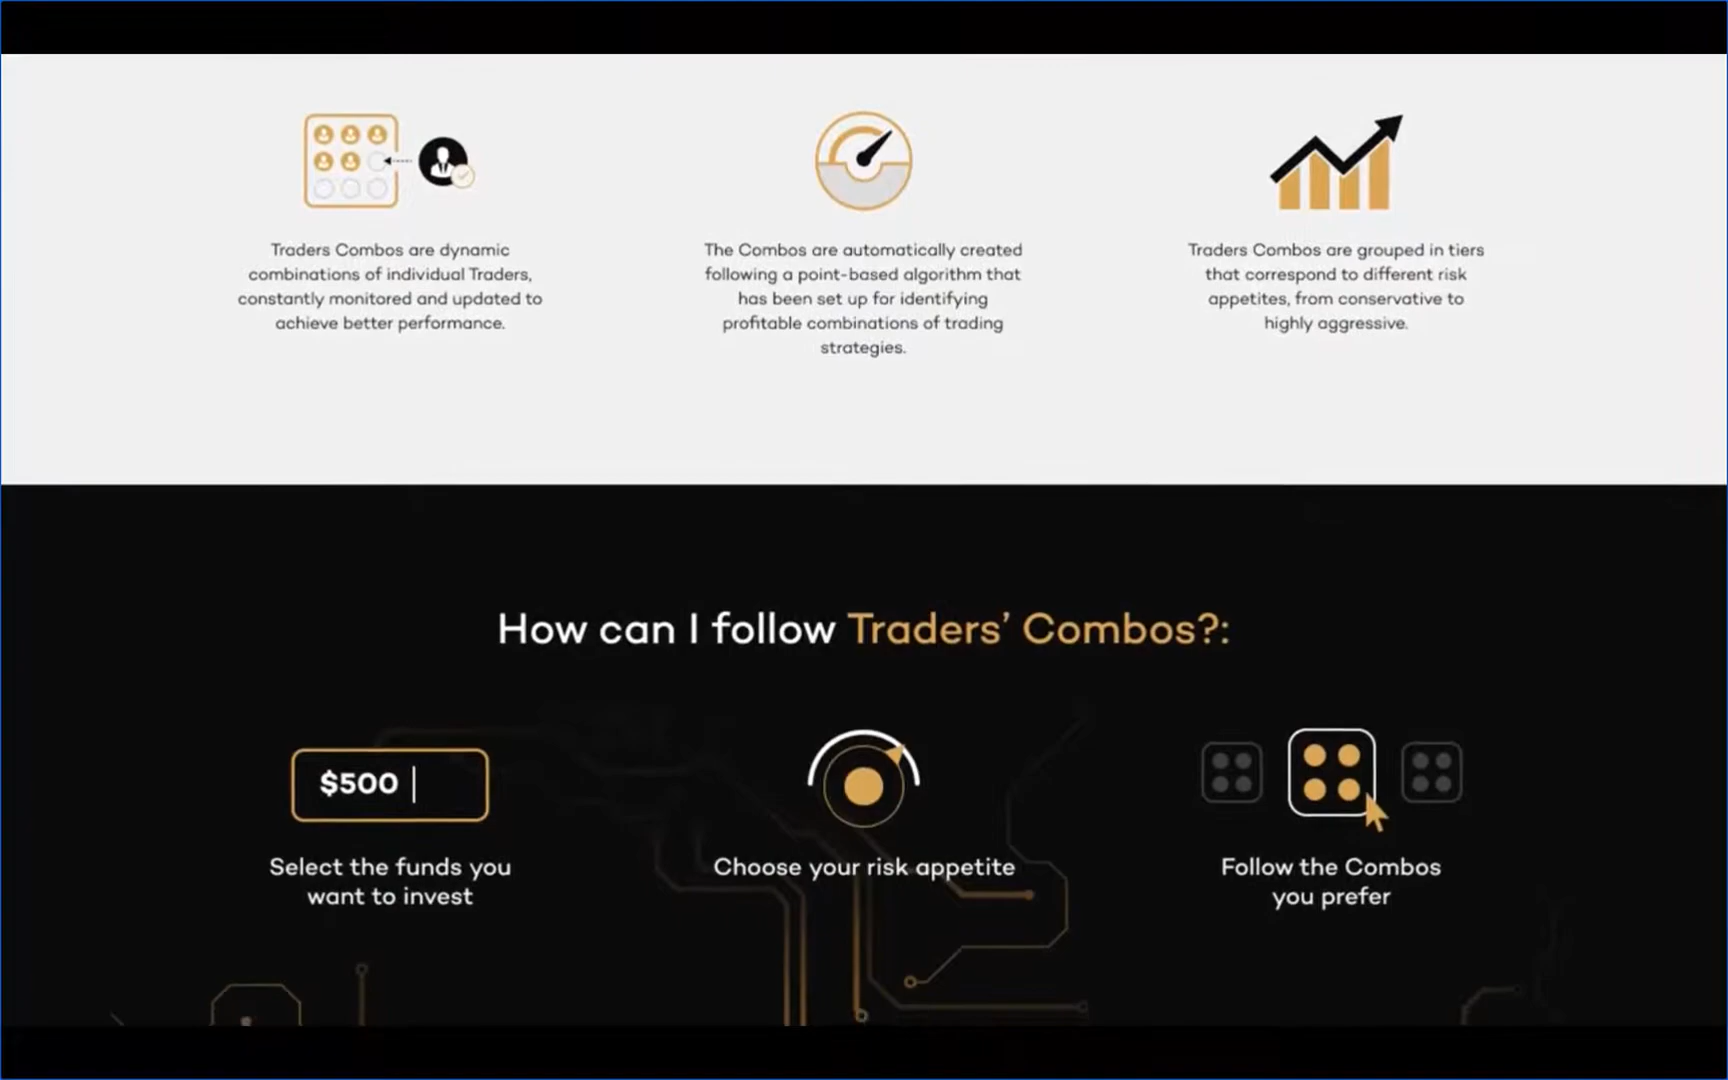 Traders Combos are dynamic
combinations of individual Traders,
constantly monitored and updated to
achieve better performance.
The Combos are automatically created
following a point-based algorithm that
has been set up for identifying
profitable combinations of trading
strategies.
Traders Combos are grouped in tiers
that correspond to different risk
appetites, from conservative to
highly aggressive.
How can I follow Traders’ Combos?:
$500
Select the funds you
want to invest
Choose your risk appetite
Follow the Combos
you prefer